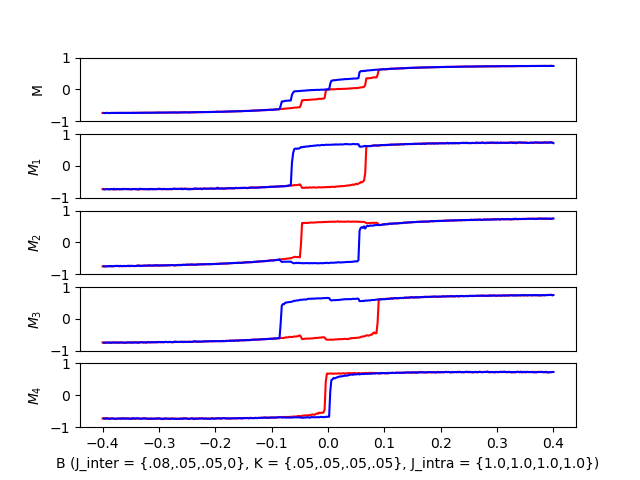 1
0
−1
M
1
0
−1
M1
1
0
−1
M2
1
0
−1
M3
1
0
−1
M4
−0.4 −0.3 −0.2 −0.1 0.0 0.1 0.2 0.3 0.4
B (J_inter = {.08,.05,.05,0}, K = {.05,.05,.05,.05}, J_intra = {1.0,1.0,1.0,1.0})